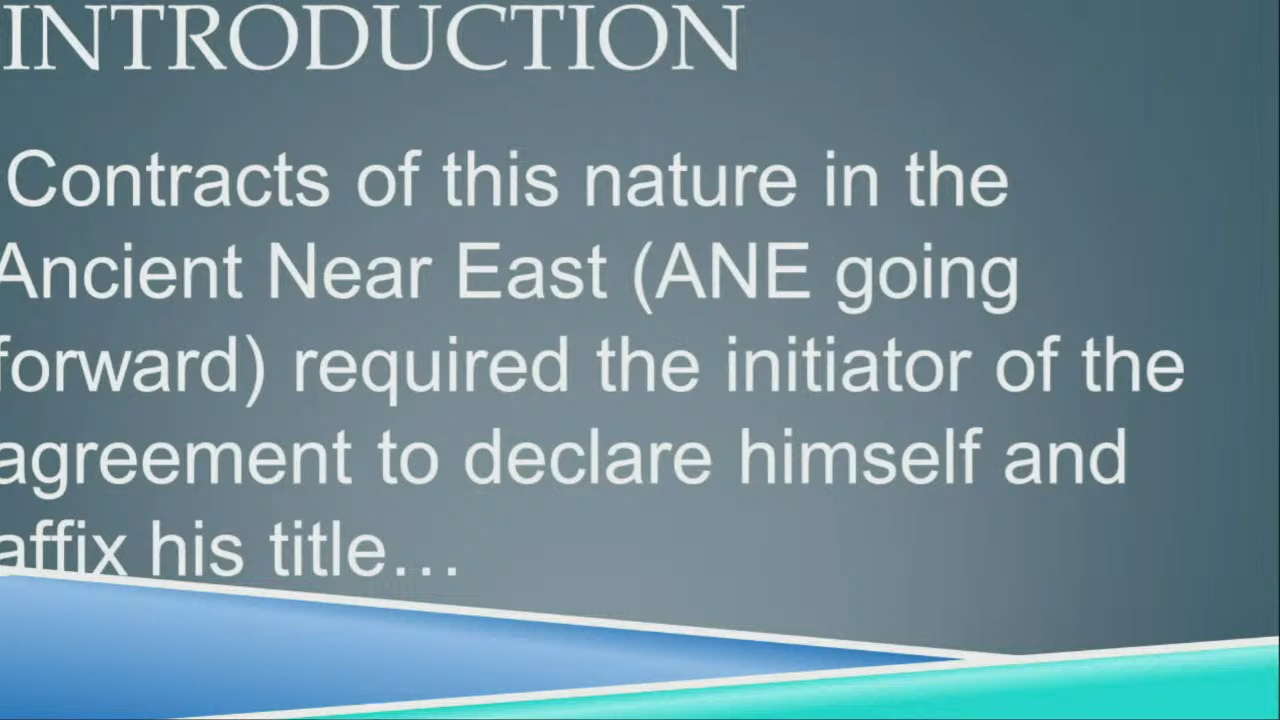 INTRODUCTION
Contracts of this nature in the
Ancient Near East (ANE going
forward) required the initiator of the
agreement to declare himself and
affix his title…